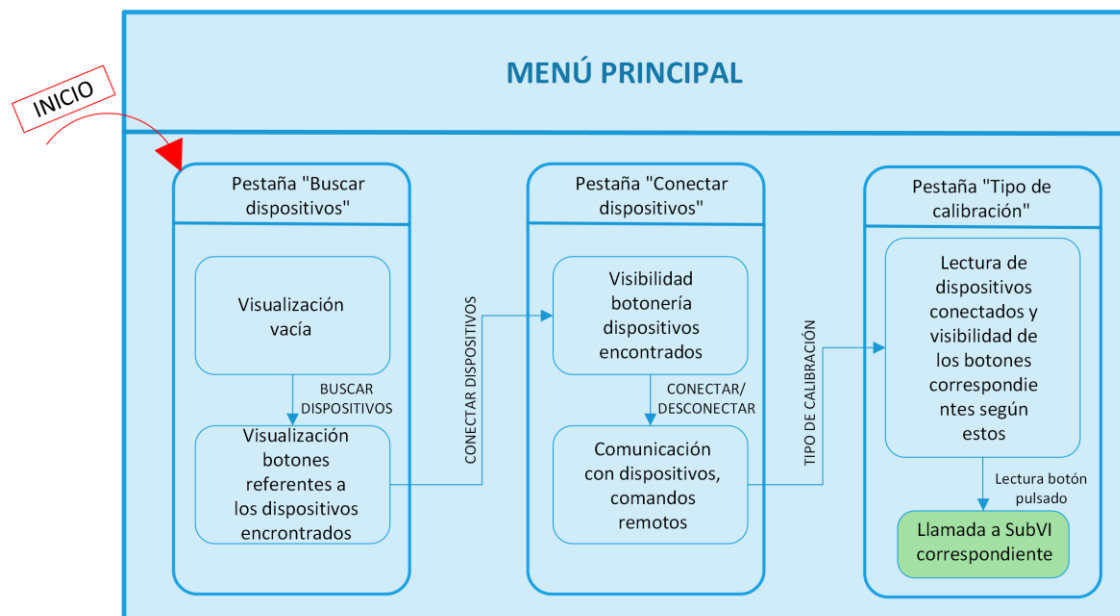 MENÚ PRINCIPAL
INICIO
Pestaña "Buscar
dispositivos"
Visualización
vacía
BUSCAR
DISPOSITIVOS
Visualización
botones
referentes a
los dispositivos
encrontrados
CONECTAR DISPOSITIVOS
Pestaña "Conectar
dispositivos"
Visibilidad
botonería
dispositivos
encontrados
CONECTAR/
DESCONECTAR
Comunicación
con dispositivos,
comandos
remotos
TIPO DE CALIBRACIÓN
Pestaña "Tipo de
calibración"
Lectura de
dispositivos
conectados y
visibilidad de
los botones
correspondie
ntes según
estos
Lectura botón
pulsado
Llamada a SubVI
correspondiente